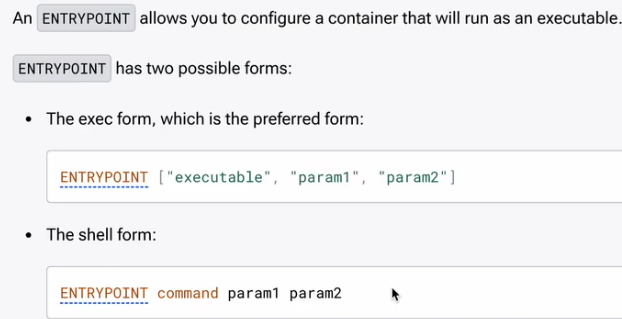 An ENTRYPOINT allows you to configure a container that will run as an executable.
ENTRYPOINT has two possible forms:
• The exec form, which is the preferred form:
ENTRYPOINT ["executable", "param1", "param2"]
• The shell form:
ENTRYPOINT command param1 param2